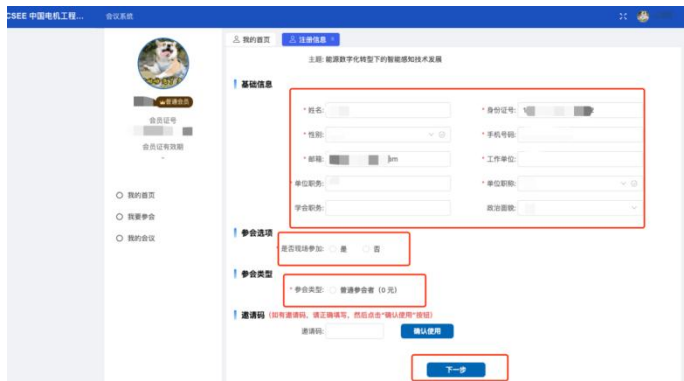 CSEE 中国电机工程... 会议系统
我的首页 注册信息 ×
主题: 能源数字化转型下的智能感知技术发展
基础信息
* 姓名: * 身份证号:
* 性别: * 手机号码:
* 邮箱: * 工作单位:
* 单位职务: * 单位职称:
学会职务: 政治面貌:
普通会员
会员证号
会员证有效期
-
我的首页
我要参会
我的会议
参会选项
* 是否现场参加: 是 否
参会类型
* 参会类型: 普通参会者（0 元）
邀请码（如有邀请码，请正确填写，然后点击“确认使用”按钮）
邀请码: 确认使用
下一步